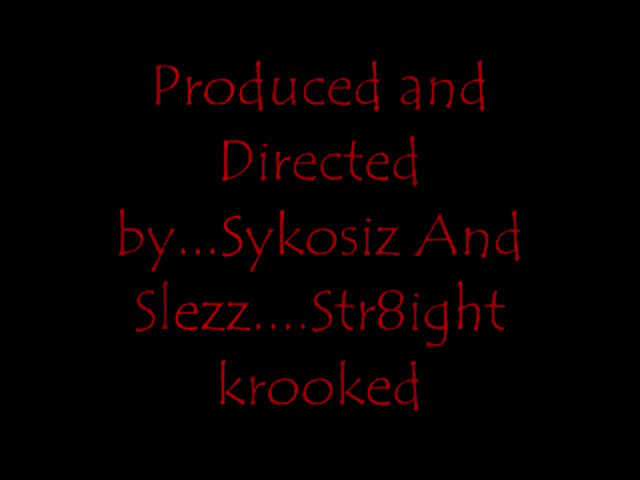 Produced and
Directed
by...Sykosiz And
Slezz....Str8ight
krooked